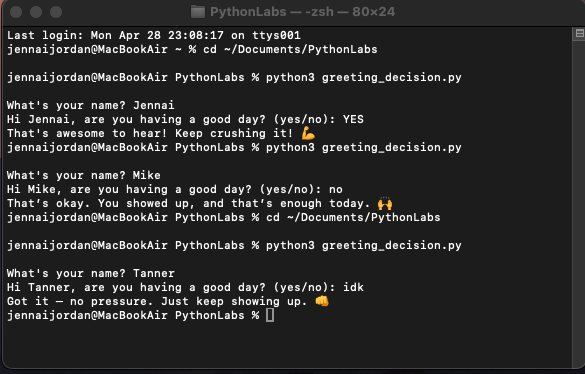 PythonLabs — -zsh — 80×24
Last login: Mon Apr 28 23:08:17 on ttys001
jennaijordan@MacBookAir ~ % cd ~/Documents/PythonLabs
jennaijordan@MacBookAir PythonLabs % python3 greeting_decision.py
What's your name? Jennai
Hi Jennai, are you having a good day? (yes/no): YES
That's awesome to hear! Keep crushing it! 💪
jennaijordan@MacBookAir PythonLabs % python3 greeting_decision.py
What's your name? Mike
Hi Mike, are you having a good day? (yes/no): no
That’s okay. You showed up, and that’s enough today. 🙌
jennaijordan@MacBookAir PythonLabs % cd ~/Documents/PythonLabs
jennaijordan@MacBookAir PythonLabs % python3 greeting_decision.py
What's your name? Tanner
Hi Tanner, are you having a good day? (yes/no): idk
Got it — no pressure. Just keep showing up. 👊
jennaijordan@MacBookAir PythonLabs %